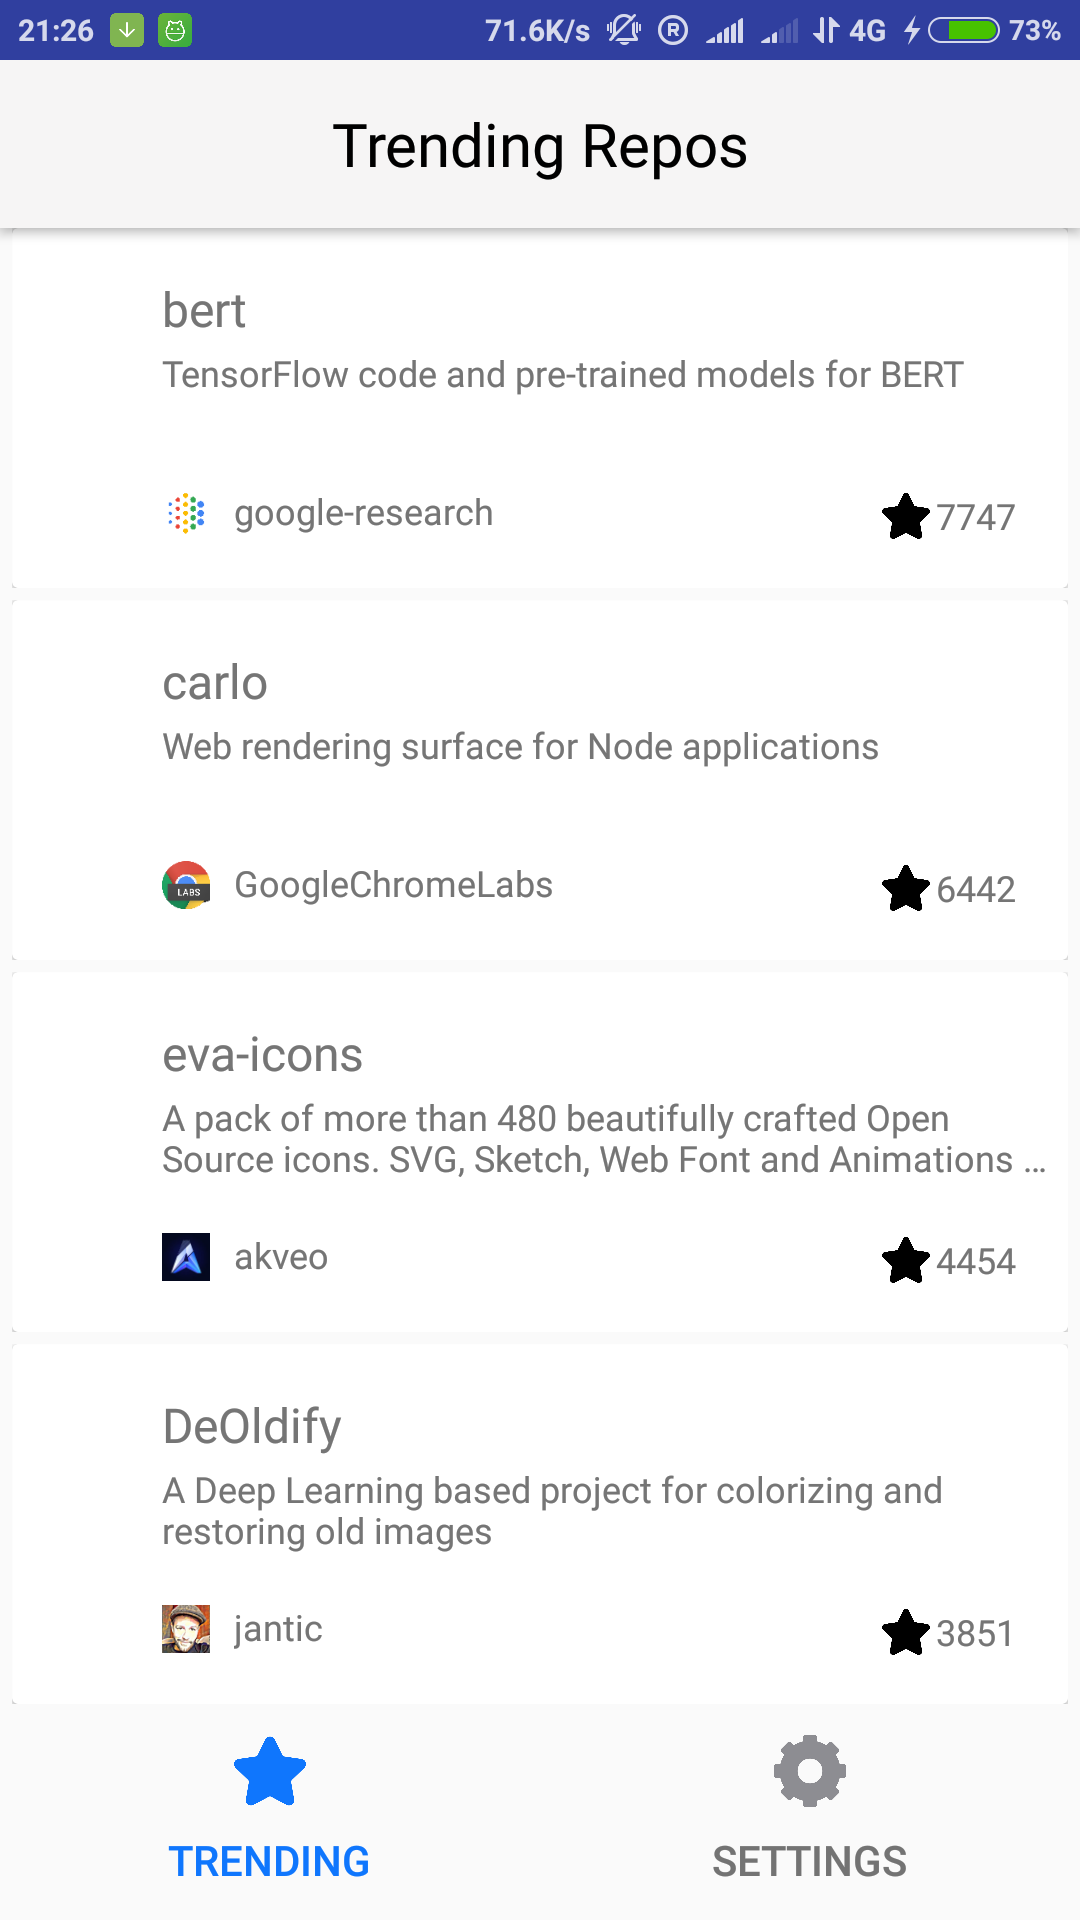 21:26 71.6K/s R 4G 73%
Trending Repos
bert
TensorFlow code and pre-trained models for BERT
google-research 7747
carlo
Web rendering surface for Node applications
LABS GoogleChromeLabs 6442
eva-icons
A pack of more than 480 beautifully crafted Open
Source icons. SVG, Sketch, Web Font and Animations ...
akveo 4454
DeOldify
A Deep Learning based project for colorizing and
restoring old images
jantic 3851
TRENDING SETTINGS